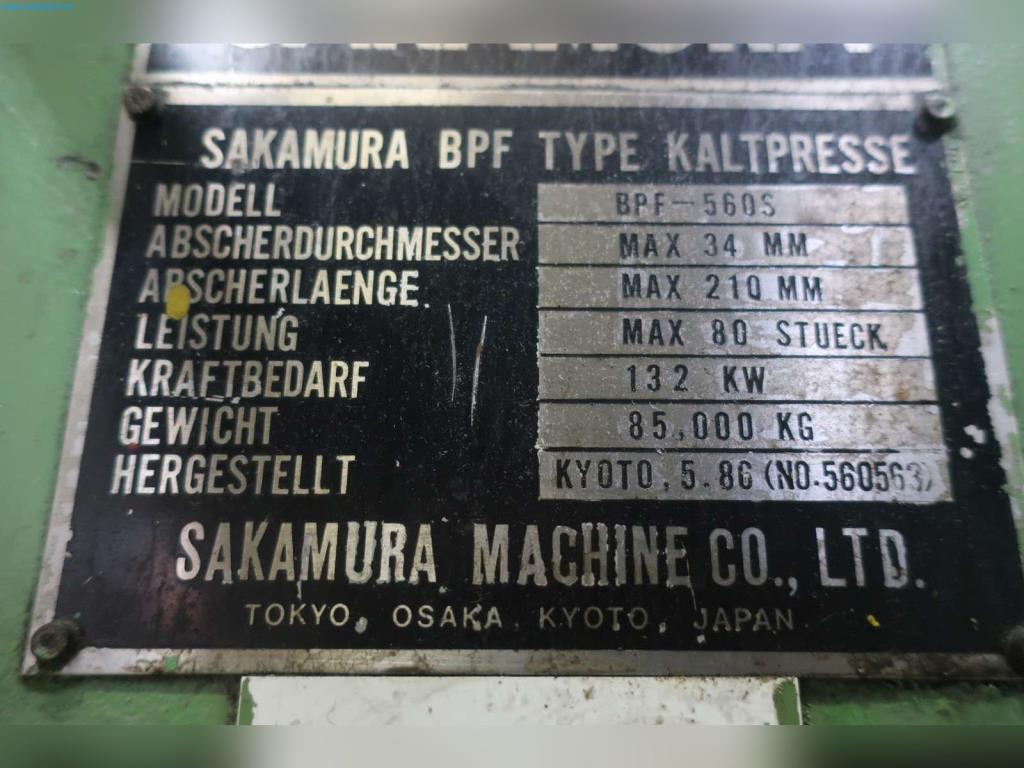 SAKAMURA BPF TYPE KALTPRESSE
MODELL BPF-560S
ABSCHERDURCHMESSER MAX 34 MM
ABSCHERLAENGE MAX 210 MM
LEISTUNG MAX 80 STUECK
KRAFTBEDARF 132 KW
GEWICHT 85,000 KG
HERGESTELLT KYOTO, 5.86 (NO.560563)
SAKAMURA MACHINE CO., LTD.
TOKYO, OSAKA, KYOTO, JAPAN